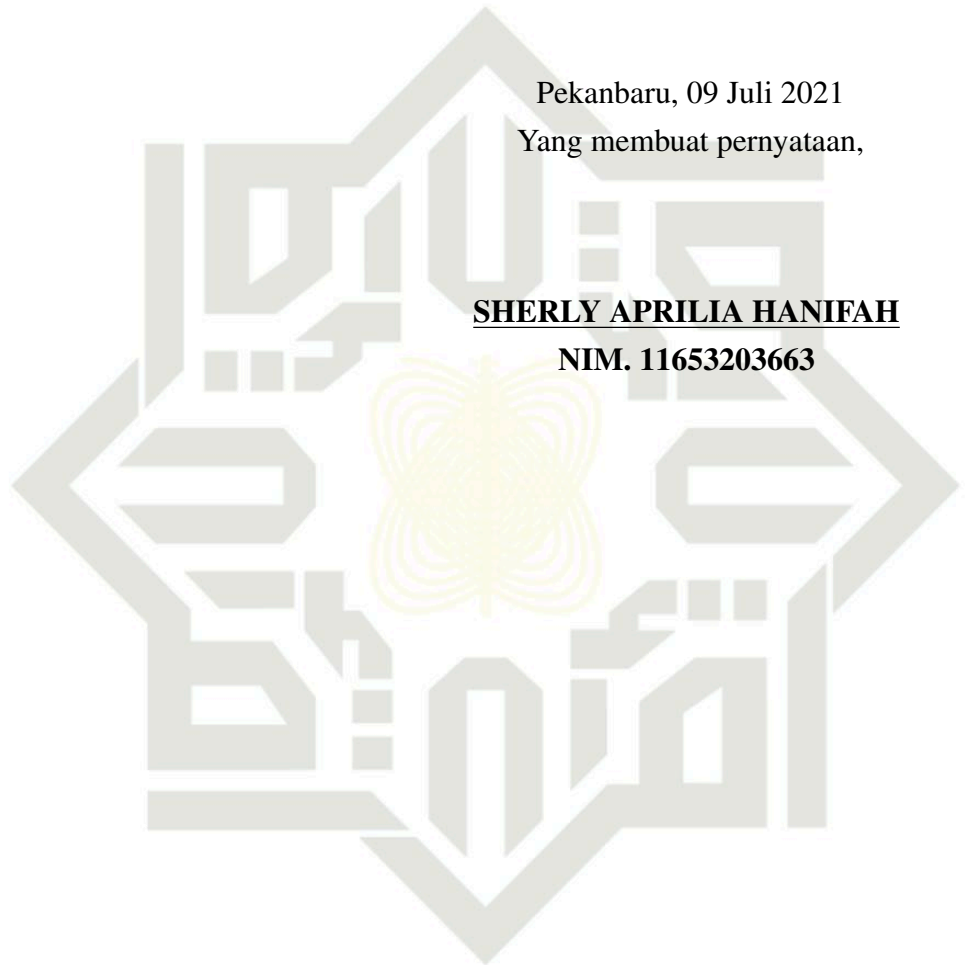 Pekanbaru, 09 Juli 2021
Yang membuat pernyataan,
SHERLY APRILIA HANIFAH
NIM. 11653203663